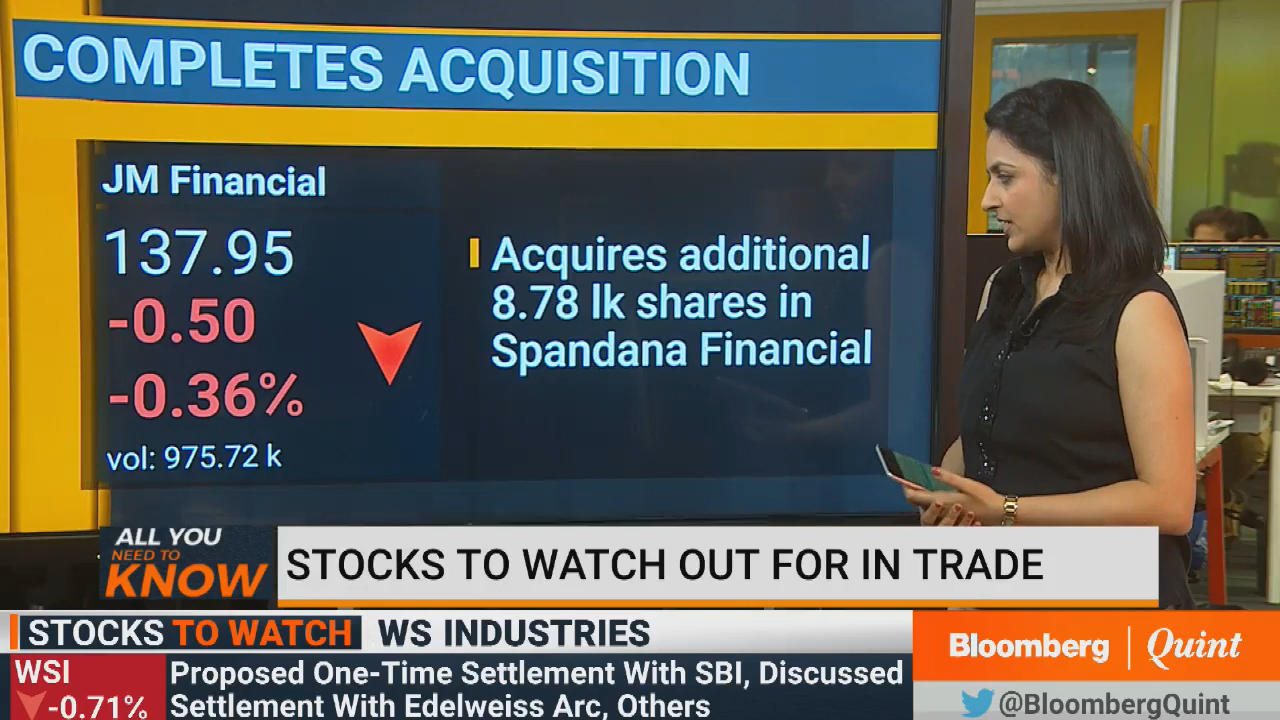 COMPLETES ACQUISITION
JM Financial
137.95
-0.50
-0.36%
vol: 975.72 k
Acquires additional
8.78 lk shares in
Spandana Financial
ALL YOU
NEED TO
KNOW
STOCKS TO WATCH OUT FOR IN TRADE
STOCKS TO WATCH WS INDUSTRIES
WSI
-0.71%
Proposed One-Time Settlement With SBI, Discussed
Settlement With Edelweiss Arc, Others
Bloomberg | Quint
@BloombergQuint